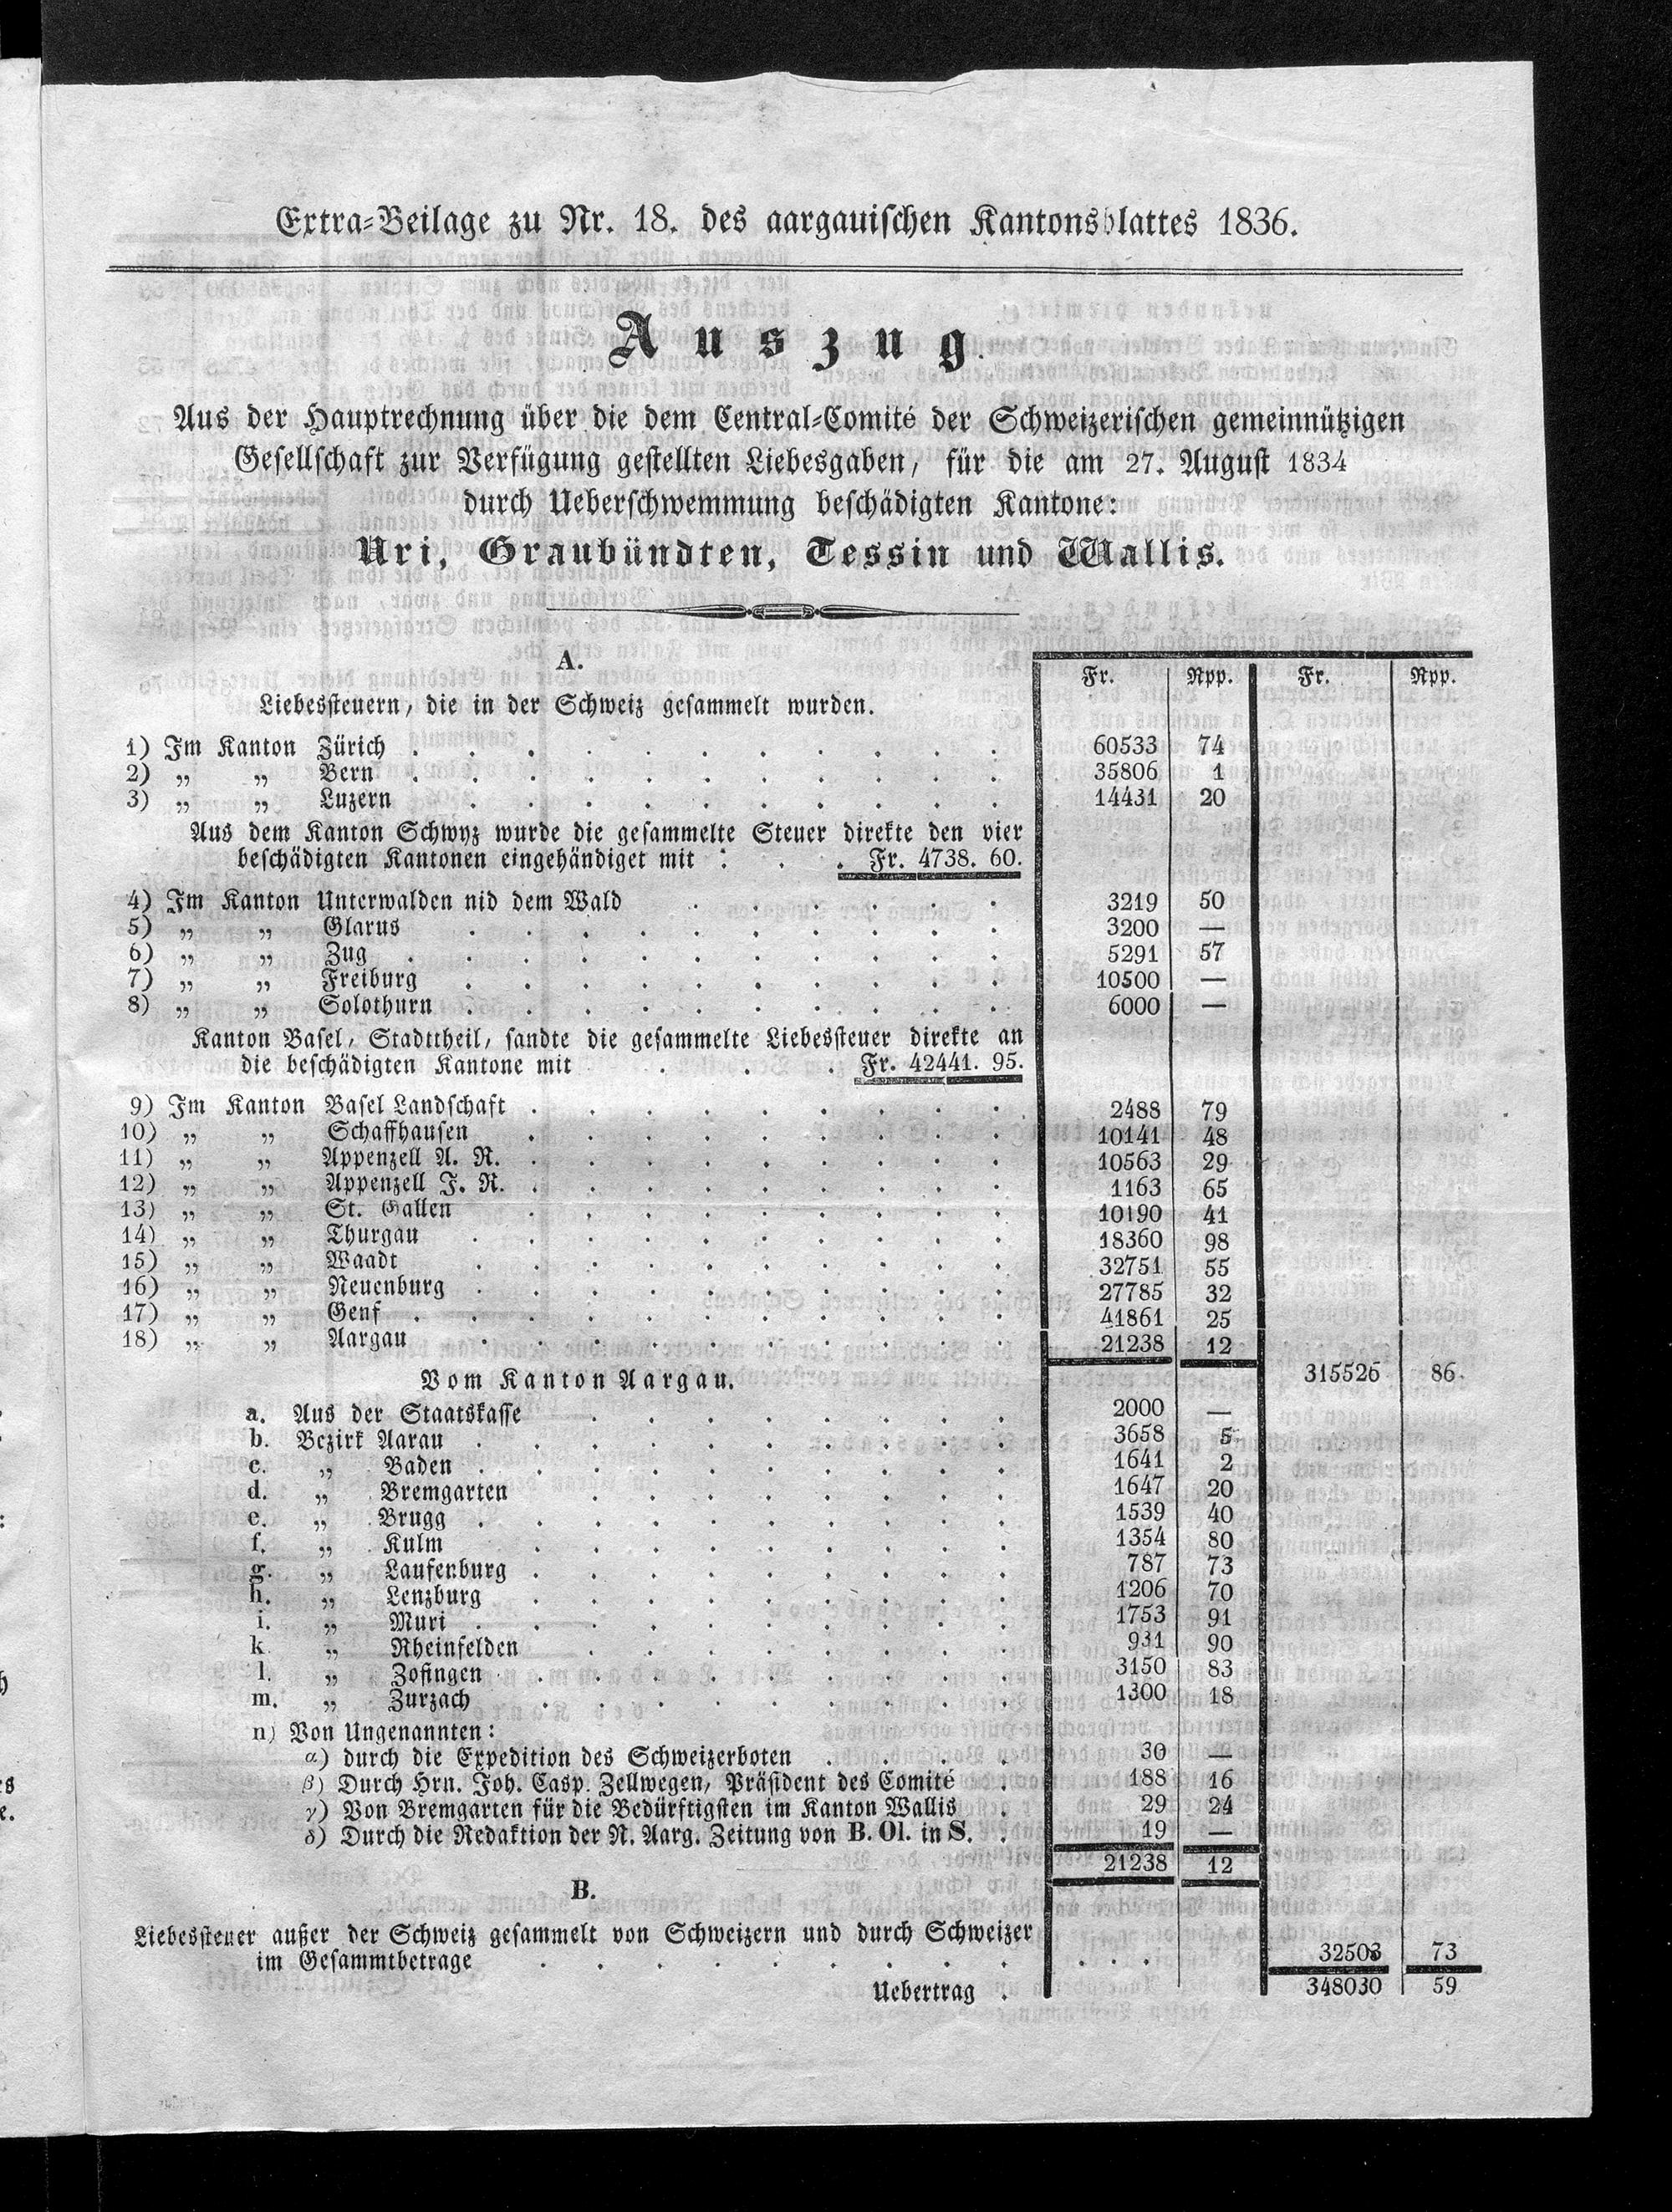 Extra-Beilage zu Nr. 18. des aargauischen Kantonsblattes 1836.
Auszug.
Aus der Hauptrechnung über die dem Central-Comité der Schweizerischen gemeinnützigen
Gesellschaft zur Verfügung gestellten Liebesgaben, für die am 27. August 1834
durch Ueberschwemmung beschädigten Kantone:
Uri, Graubündten, Tessin und Wallis.
A.
Fr. Rpp. Fr. Rpp.
Liebessteuern, die in der Schweiz gesammelt wurden.
1) Im Kanton Zürich . . . 60533 74
2) „ „ Bern . . . 35806 1
3) „ „ Luzern . . . 14431 20
Aus dem Kanton Schwyz wurde die gesammelte Steuer direkte den vier
beschädigten Kantonen eingehändiget mit . . . Fr. 4738. 60.
4) Im Kanton Unterwalden nid dem Wald . . . 3219 50
5) „ „ Glarus . . . 3200 —
6) „ „ Zug . . . 5291 57
7) „ „ Freiburg . . . 10500 —
8) „ „ Solothurn . . . 6000 —
Kanton Basel, Stadttheil, sandte die gesammelte Liebessteuer direkte an
die beschädigten Kantone mit . . . Fr. 42441. 95.
9) Im Kanton Basel Landschaft . . . 2488 79
10) „ „ Schaffhausen . . . 10141 48
11) „ „ Appenzell A. R. . . . 10563 29
12) „ „ Appenzell J. R. . . . 1163 65
13) „ „ St. Gallen . . . 10190 41
14) „ „ Thurgau . . . 18360 98
15) „ „ Waadt . . . 32751 55
16) „ „ Neuenburg . . . 27785 32
17) „ „ Genf . . . 41861 25
18) „ „ Aargau . . . 21238 12
315526 86
Vom Kanton Aargau.
a. Aus der Staatskasse . . . 2000 —
b. Bezirk Aarau . . . 3658 5
c. „ Baden . . . 1641 2
d. „ Bremgarten . . . 1647 20
e. „ Brugg . . . 1539 40
f. „ Kulm . . . 1354 80
g. „ Laufenburg . . . 787 73
h. „ Lenzburg . . . 1206 70
i. „ Muri . . . 1753 91
k. „ Rheinfelden . . . 931 90
l. „ Zofingen . . . 3150 83
m. „ Zurzach . . . 1300 18
n) Von Ungenannten:
α) durch die Expedition des Schweizerboten . . . 30 —
β) Durch Hrn. Joh. Casp. Zellwegen, Präsident des Comité . 188 16
γ) Von Bremgarten für die Bedürftigsten im Kanton Wallis . 29 24
δ) Durch die Redaktion der N. Aarg. Zeitung von B. Ol. in S. . 19 —
21238 12
B.
Liebessteuer außer der Schweiz gesammelt von Schweizern und durch Schweizer
im Gesammtbetrage . . . 32503 73
Uebertrag . 348030 59